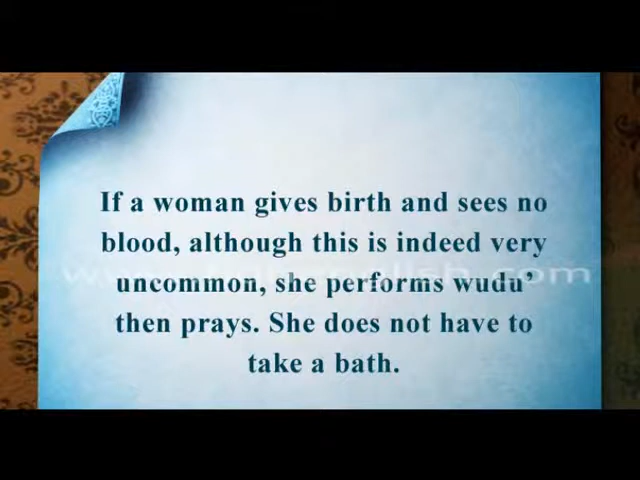 If a woman gives birth and sees no
blood, although this is indeed very
uncommon, she performs wudu’
then prays. She does not have to
take a bath.